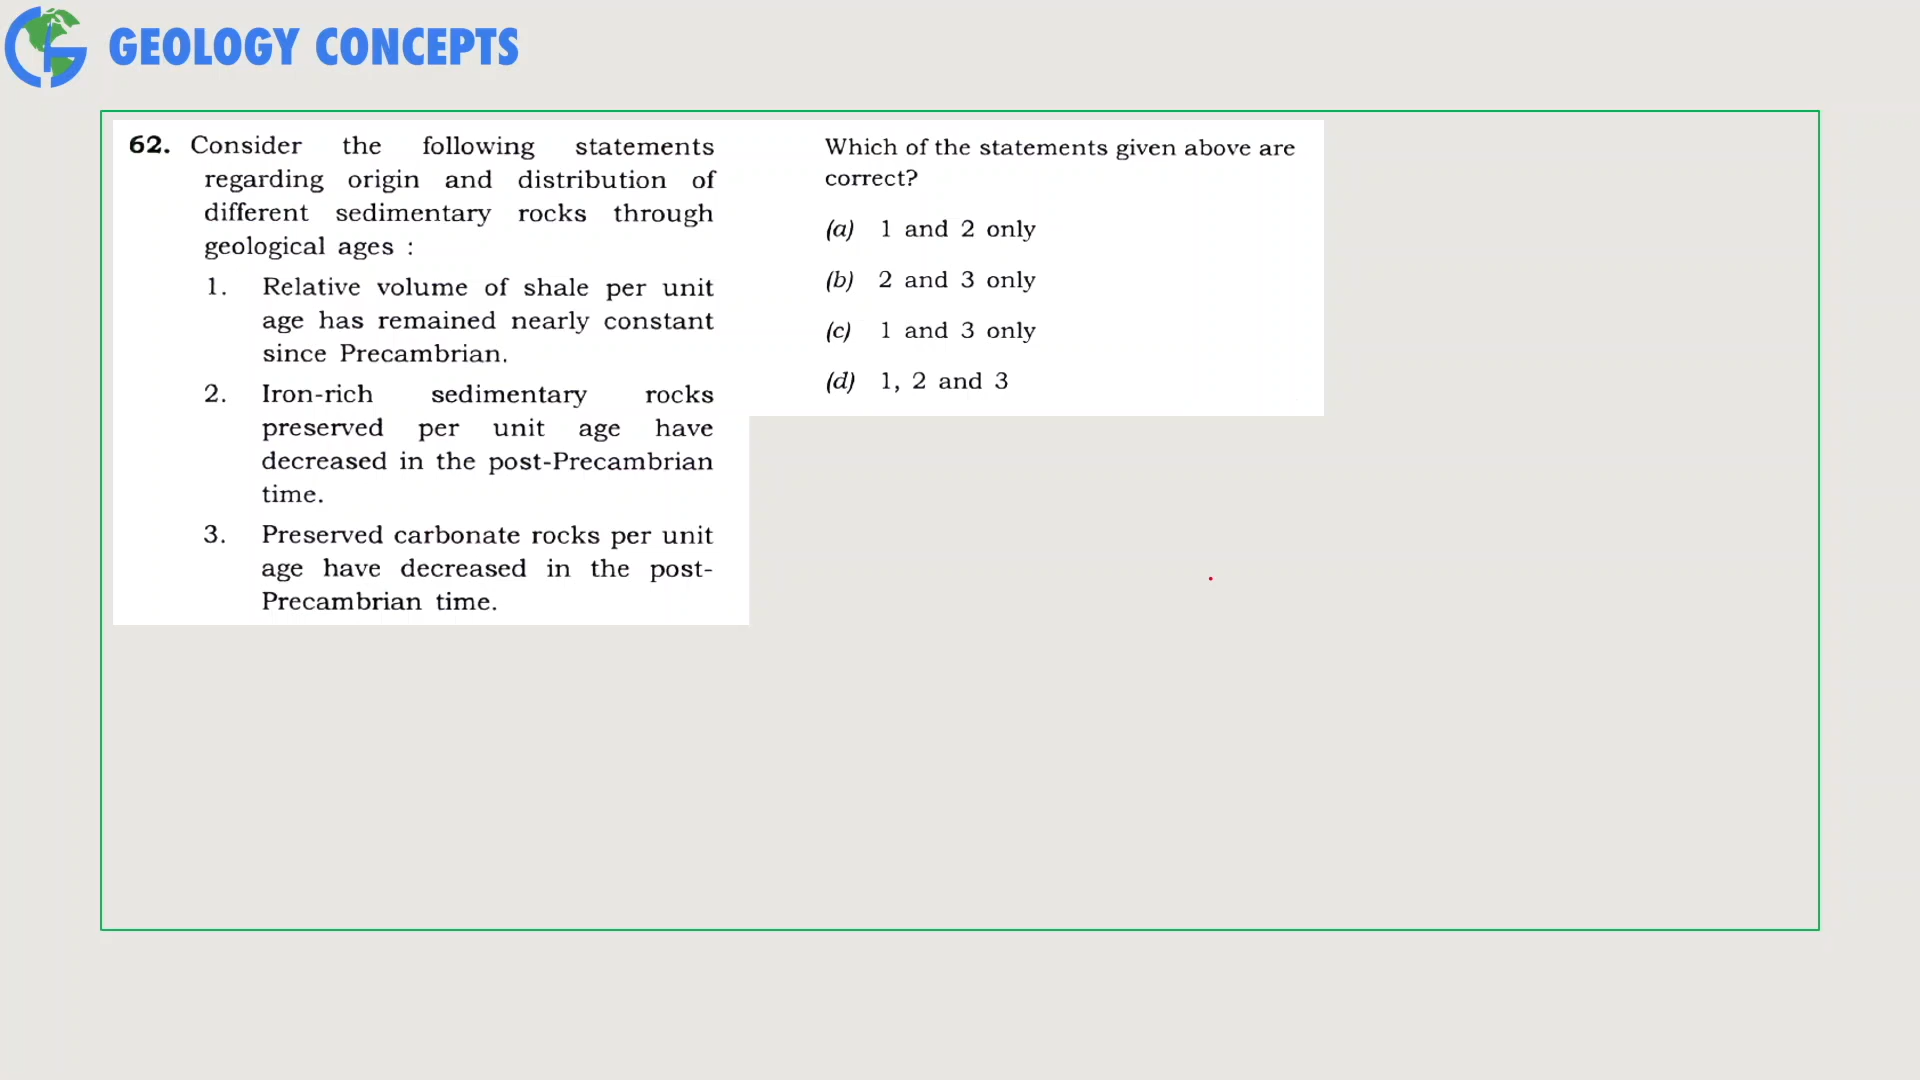 GEOLOGY CONCEPTS
62. Consider the following statements
regarding origin and distribution of
different sedimentary rocks through
geological ages :
1. Relative volume of shale per unit
age has remained nearly constant
since Precambrian.
2. Iron-rich sedimentary rocks
preserved per unit age have
decreased in the post-Precambrian
time.
3. Preserved carbonate rocks per unit
age have decreased in the post-
Precambrian time.
Which of the statements given above are
correct?
(a) 1 and 2 only
(b) 2 and 3 only
(c) 1 and 3 only
(d) 1, 2 and 3